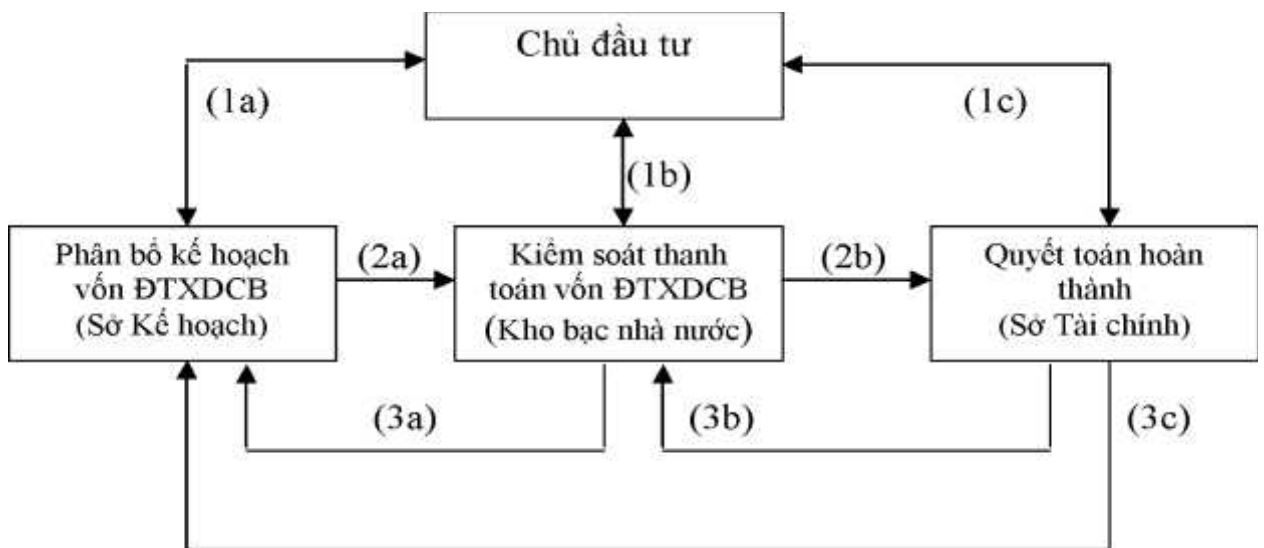 Chủ đầu tư
(1a)
(1c)
(1b)
Phân bổ kế hoạch
vốn ĐTXDCB
(Sở Kế hoạch)
(2a)
Kiểm soát thanh
toán vốn ĐTXDCB
(Kho bạc nhà nước)
(2b)
Quyết toán hoàn
thành
(Sở Tài chính)
(3a)
(3b)
(3c)